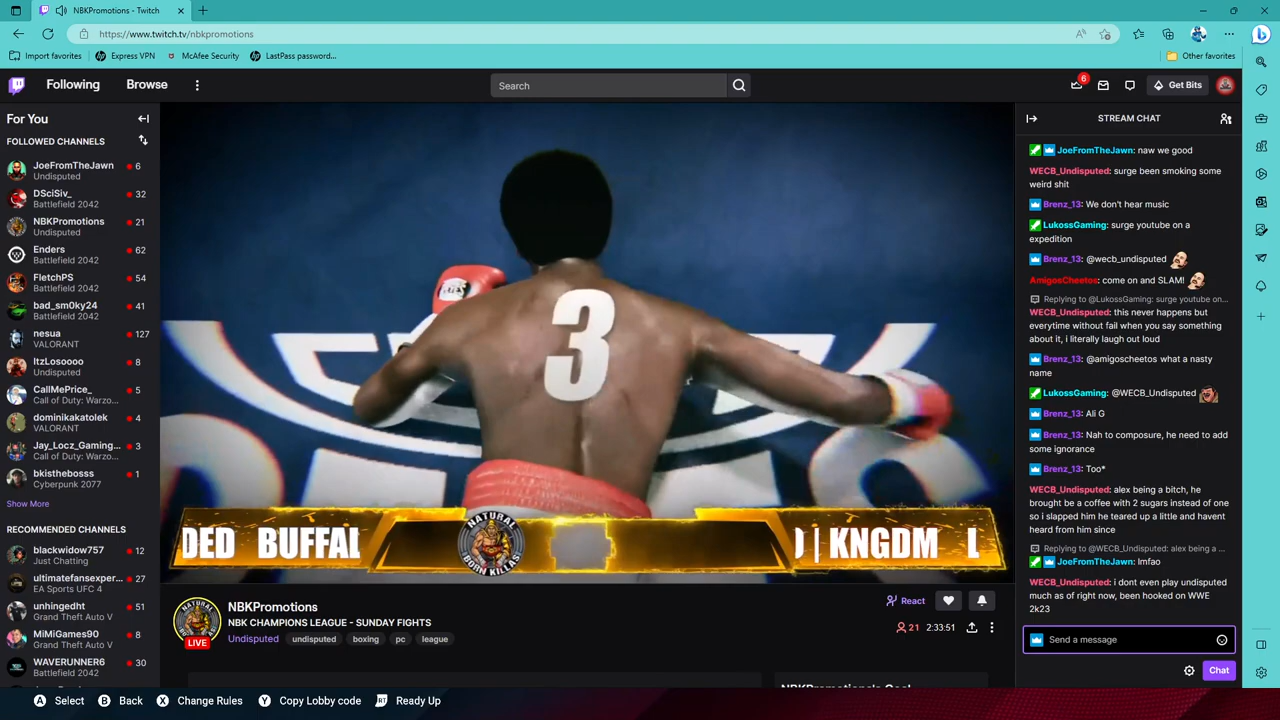 NBKPromotions - Twitch
https://www.twitch.tv/nbkpromotions
Import favorites
Express VPN
McAfee Security
LastPass password...
Other favorites
Following
Browse
Search
6
Get Bits
For You
FOLLOWED CHANNELS
JoeFromTheJawn 6
Undisputed
DSciSiv_ 32
Battlefield 2042
NBKPromotions 21
Undisputed
Enders 62
Battlefield 2042
FletchPS 54
Battlefield 2042
bad_sm0ky24 41
Battlefield 2042
nesua 127
VALORANT
ItzLosoooo 8
Undisputed
CallMePrice_ 5
Call of Duty: Warzo...
dominikakatolek 4
VALORANT
Jay_Locz_Gaming... 3
Call of Duty: Warzo...
bkisthebosss 1
Cyberpunk 2077
Show More
RECOMMENDED CHANNELS
blackwidow757 12
Just Chatting
ultimatefansexper... 27
EA Sports UFC 4
unhingedht 51
Grand Theft Auto V
MiMiGames90 8
Grand Theft Auto V
WAVERUNNER6 30
3
DED BUFFAL
NATURAL
BORN KILLAS
| KNGDM L
LIVE
NBKPromotions
NBK CHAMPIONS LEAGUE - SUNDAY FIGHTS
Undisputed undisputed boxing pc league
React
21 2:33:51
STREAM CHAT
JoeFromTheJawn: naw we good
WECB_Undisputed: surge been smoking some
weird shit
Brenz_13: We don't hear music
LukossGaming: surge youtube on a
expedition
Brenz_13: @wecb_undisputed
AmigosCheetos: come on and SLAM!
Replying to @LukossGaming: surge youtube on...
WECB_Undisputed: this never happens but
everytime without fail when you say something
about it, i literally laugh out loud
Brenz_13: @amigoscheetos what a nasty
name
LukossGaming: @WECB_Undisputed
Brenz_13: Ali G
Brenz_13: Nah to composure, he need to add
some ignorance
Brenz_13: Too*
WECB_Undisputed: alex being a bitch, he
brought be a coffee with 2 sugars instead of one
so i slapped him he teared up a little and havent
heard from him since
Replying to @WECB_Undisputed: alex being a ...
JoeFromTheJawn: lmfao
WECB_Undisputed: i dont even play undisputed
much as of right now, been hooked on WWE
2k23
Send a message
Chat
A Select B Back X Change Rules Y Copy Lobby code RT Ready Up